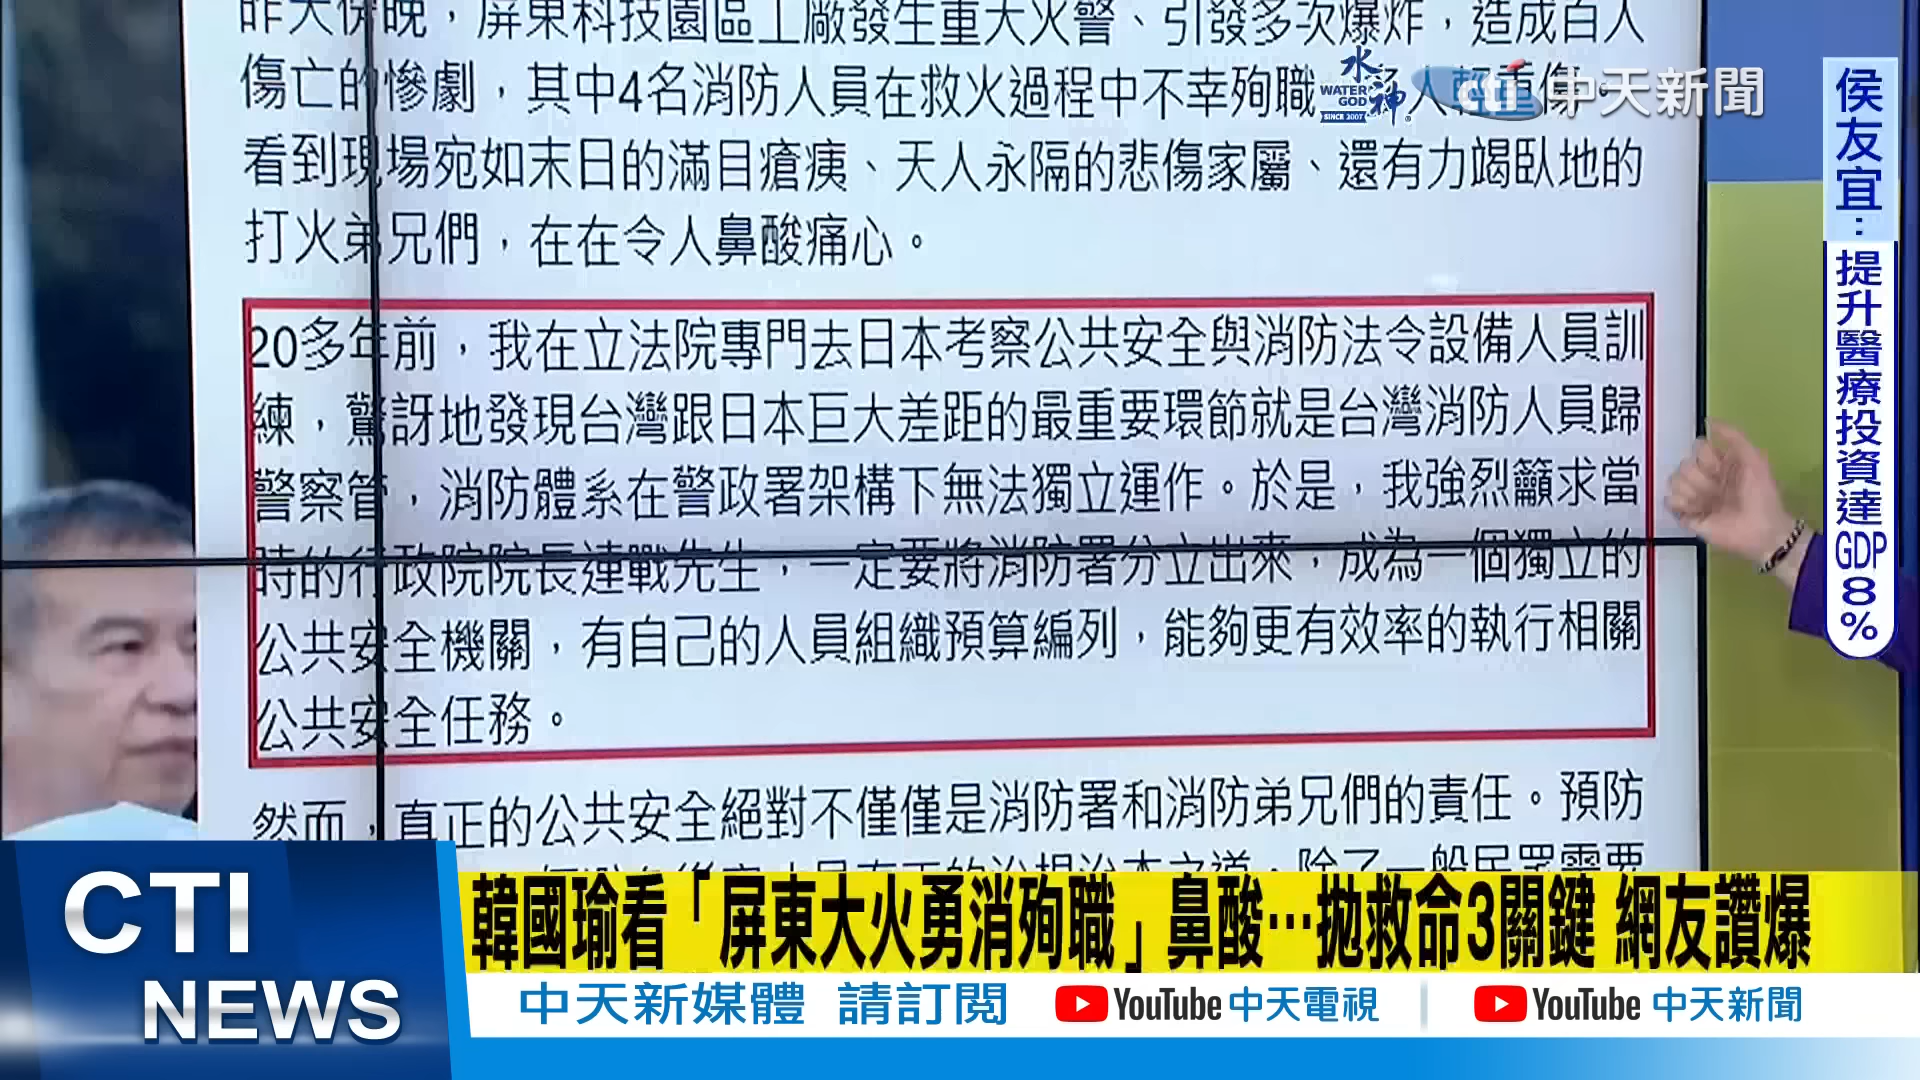 昨天傍晚，屏東科技園區工廠發生重大火警、引發多次爆炸，造成百人
傷亡的慘劇，其中4名消防人員在救火過程中不幸殉職、多人輕重傷。
看到現場宛如末日的滿目瘡痍、天人永隔的悲傷家屬、還有力竭臥地的
打火弟兄們，在在令人鼻酸痛心。
20多年前，我在立法院專門去日本考察公共安全與消防法令設備人員訓
練，驚訝地發現台灣跟日本巨大差距的最重要環節就是台灣消防人員歸
警察管，消防體系在警政署架構下無法獨立運作。於是，我強烈籲求當
時的行政院院長連戰先生，一定要將消防署分立出來，成為一個獨立的
公共安全機關，有自己的人員組織預算編列，能夠更有效率的執行相關
公共安全任務。
然而，真正的公共安全絕對不僅僅是消防署和消防弟兄們的責任。預防
水神
WATER GOD
SINCE 2007
cti 中天新聞
侯友宜：提升醫療投資達GDP8%
CTI NEWS
韓國瑜看「屏東大火勇消殉職」鼻酸…拋救命3關鍵 網友讚爆
中天新媒體 請訂閱 YouTube 中天電視 YouTube 中天新聞